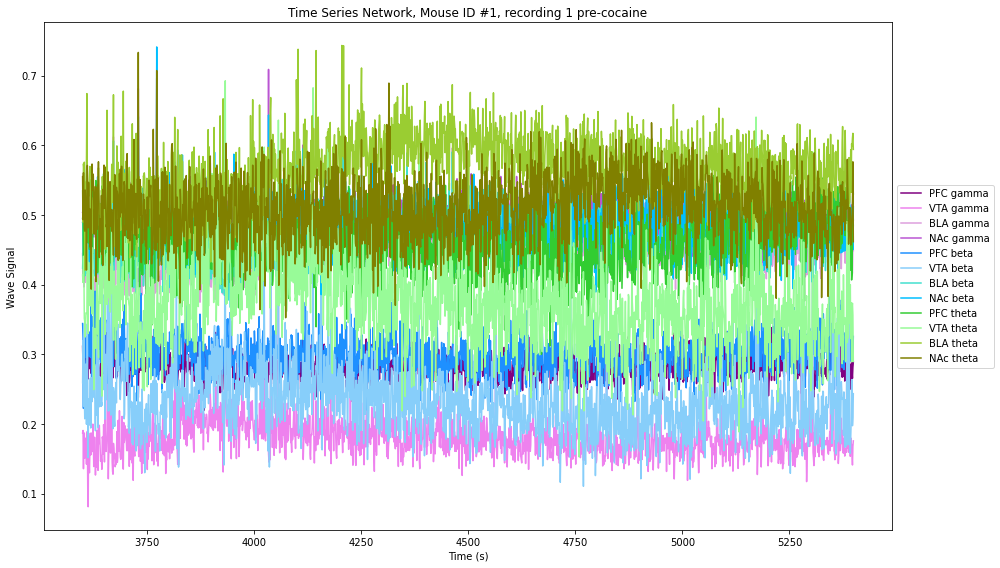 Time Series Network, Mouse ID #1, recording 1 pre-cocaine
Wave Signal
0.7
0.6
0.5
0.4
0.3
0.2
0.1
3750
4000
4250
4500
4750
5000
5250
Time (s)
PFC gamma
VTA gamma
BLA gamma
NAc gamma
PFC beta
VTA beta
BLA beta
NAc beta
PFC theta
VTA theta
BLA theta
NAc theta